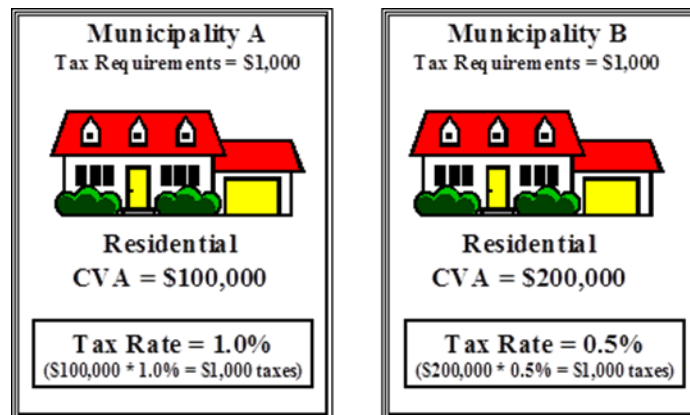 Municipality A
Tax Requirements = $1,000
Residential
CVA = $100,000
Tax Rate = 1.0%
($100,000 * 1.0% = $1,000 taxes)
Municipality B
Tax Requirements = $1,000
Residential
CVA = $200,000
Tax Rate = 0.5%
($200,000 * 0.5% = $1,000 taxes)